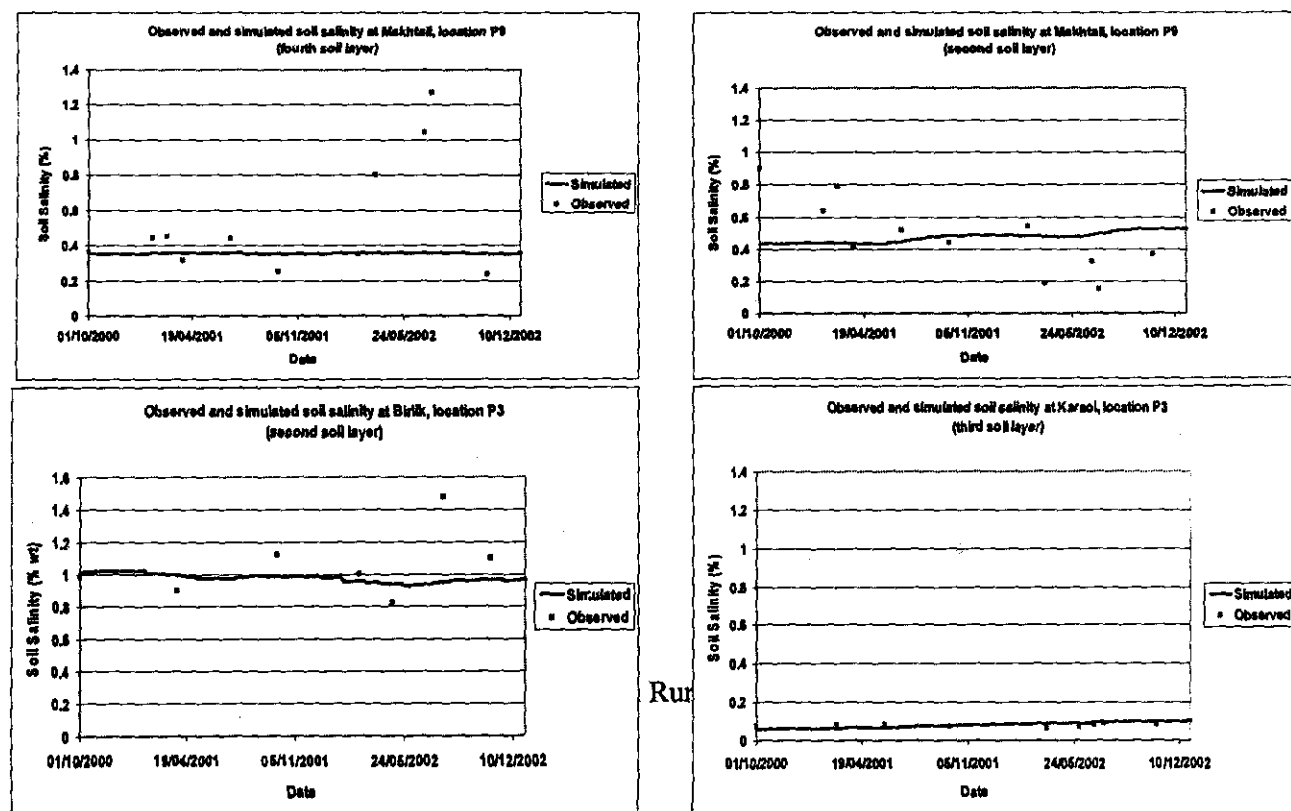 Observed and simulated soil salinity at Makhtali, location P9
(fourth soil layer)
1.4
1.2
1
0.8
0.6
0.4
0.2
0
Soil Salinity (%)
01/10/2000
19/04/2001
05/11/2001
24/05/2002
10/12/2002
Date
Simulated
Observed
Observed and simulated soil salinity at Makhtali, location P9
(second soil layer)
1.4
1.2
1
0.8
0.6
0.4
0.2
0
Soil Salinity (%)
01/10/2000
19/04/2001
05/11/2001
24/05/2002
10/12/2002
Date
Simulated
Observed
Observed and simulated soil salinity at Birlik, location P3
(second soil layer)
1.6
1.4
1.2
1
0.8
0.6
0.4
0.2
0
Soil Salinity (% wt)
01/10/2000
19/04/2001
05/11/2001
24/05/2002
10/12/2002
Date
Simulated
Observed
Rur
Observed and simulated soil salinity at Karaoi, location P3
(third soil layer)
1.4
1.2
1
0.8
0.6
0.4
0.2
0
Soil Salinity (%)
01/10/2000
19/04/2001
05/11/2001
24/05/2002
10/12/2002
Date
Simulated
Observed